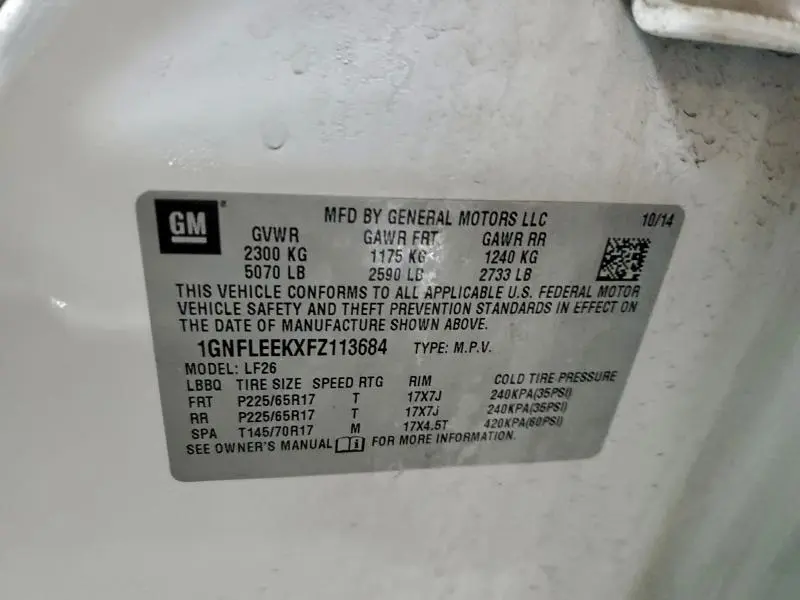 GM
MFD BY GENERAL MOTORS LLC 10/14
GVWR GAWR FRT GAWR RR
2300 KG 1175 KG 1240 KG
5070 LB 2590 LB 2733 LB
THIS VEHICLE CONFORMS TO ALL APPLICABLE U.S. FEDERAL MOTOR
VEHICLE SAFETY AND THEFT PREVENTION STANDARDS IN EFFECT ON
THE DATE OF MANUFACTURE SHOWN ABOVE.
1GNFLEEKXFZ113684 TYPE: M.P.V.
MODEL: LF26
LBBQ TIRE SIZE SPEED RTG RIM COLD TIRE PRESSURE
FRT P225/65R17 T 17X7J 240KPA(35PSI)
RR P225/65R17 T 17X7J 240KPA(35PSI)
SPA T145/70R17 M 17X4.5T 420KPA(60PSI)
SEE OWNER'S MANUAL FOR MORE INFORMATION.